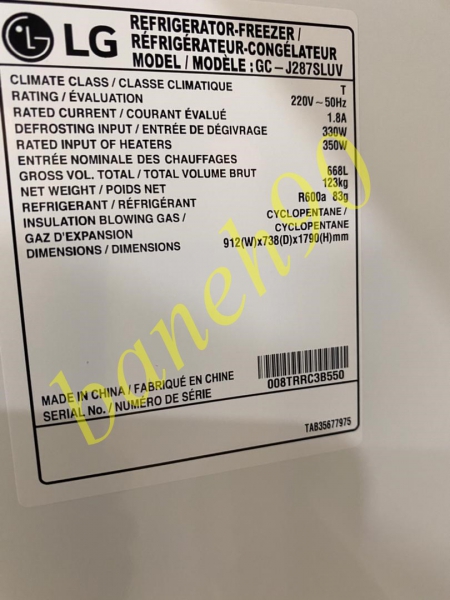 LG
REFRIGERATOR-FREEZER /
RÉFRIGÉRATEUR-CONGÉLATEUR
MODEL / MODÈLE : GC-J287SLUV
CLIMATE CLASS / CLASSE CLIMATIQUE T
RATING / ÉVALUATION 220V~50Hz
RATED CURRENT / COURANT ÉVALUÉ 1.8A
DEFROSTING INPUT / ENTRÉE DE DÉGIVRAGE 330W
RATED INPUT OF HEATERS 350W
ENTRÉE NOMINALE DES CHAUFFAGES
GROSS VOL. TOTAL / TOTAL VOLUME BRUT 668L
NET WEIGHT / POIDS NET 123kg
REFRIGERANT / RÉFRIGÉRANT R600a 83g
INSULATION BLOWING GAS / CYCLOPENTANE /
GAZ D'EXPANSION CYCLOPENTANE
DIMENSIONS / DIMENSIONS 912(W)x738(D)x1790(H)mm
baneh90
MADE IN CHINA / FABRIQUÉ EN CHINE
008TRRC3B550
SERIAL No. / NUMÉRO DE SÉRIE
TAB35677975